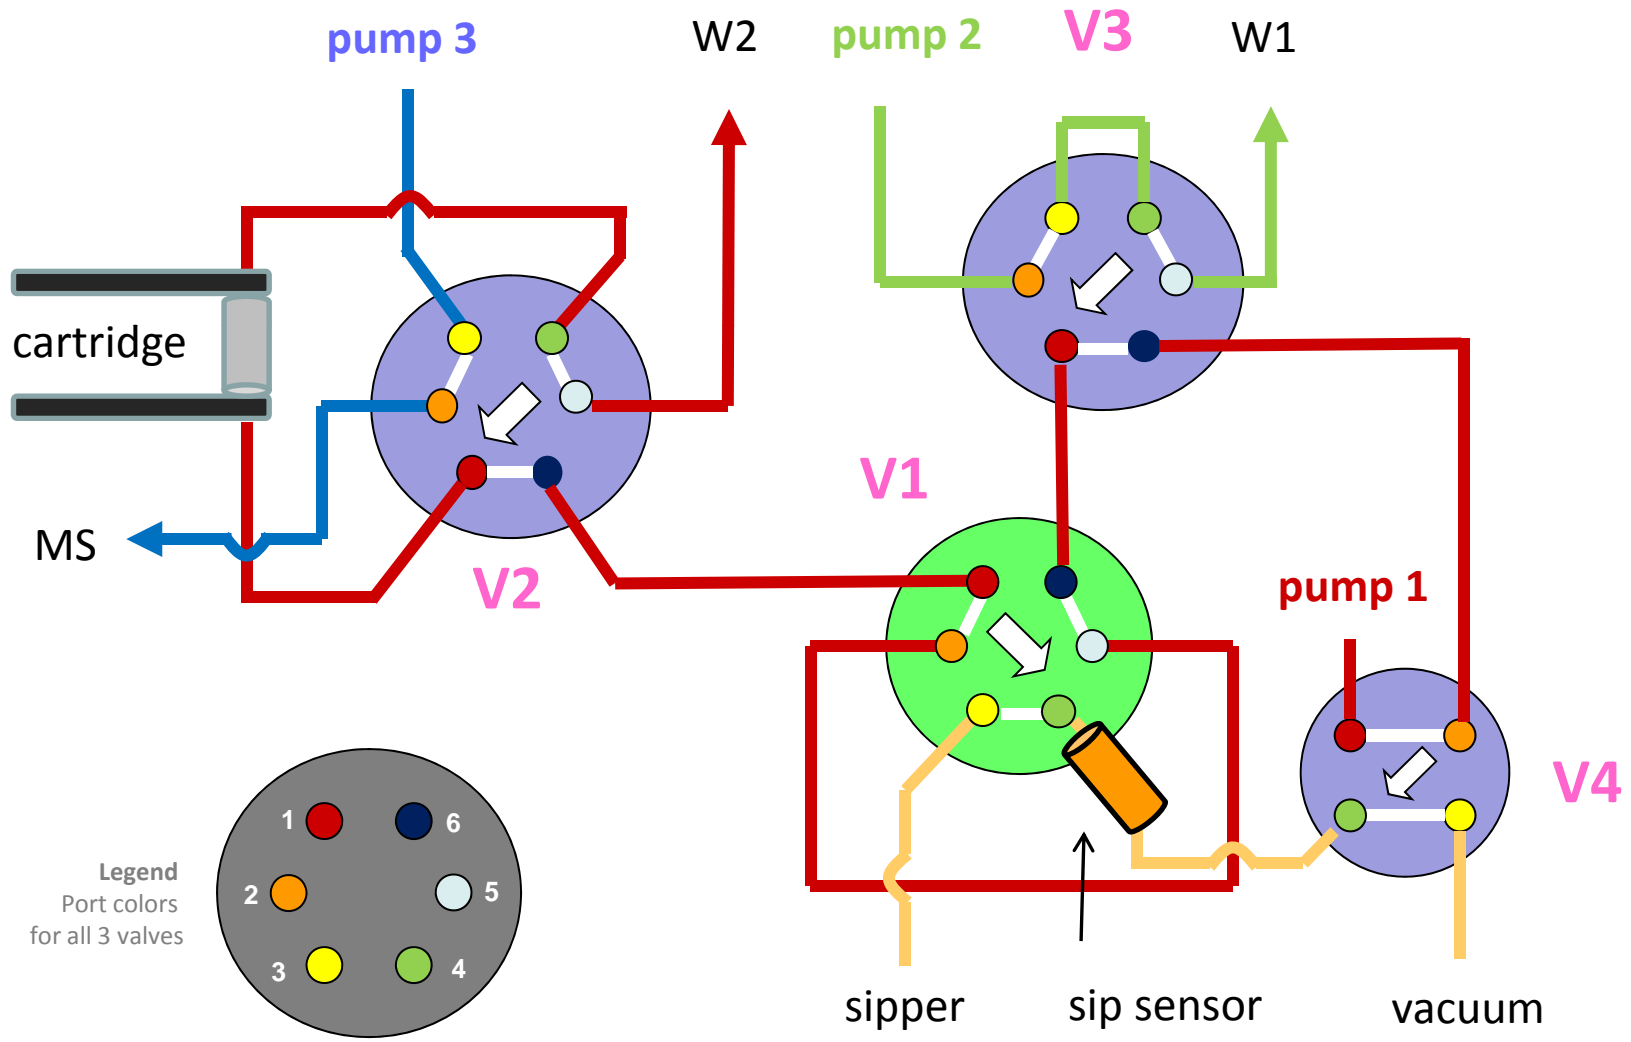 pump 3
W2
pump 2
V3
W1
cartridge
V1
MS
V2
pump 1
V4
1
6
Legend
Port colors
for all 3 valves
2
5
3
4
sipper
sip sensor
vacuum